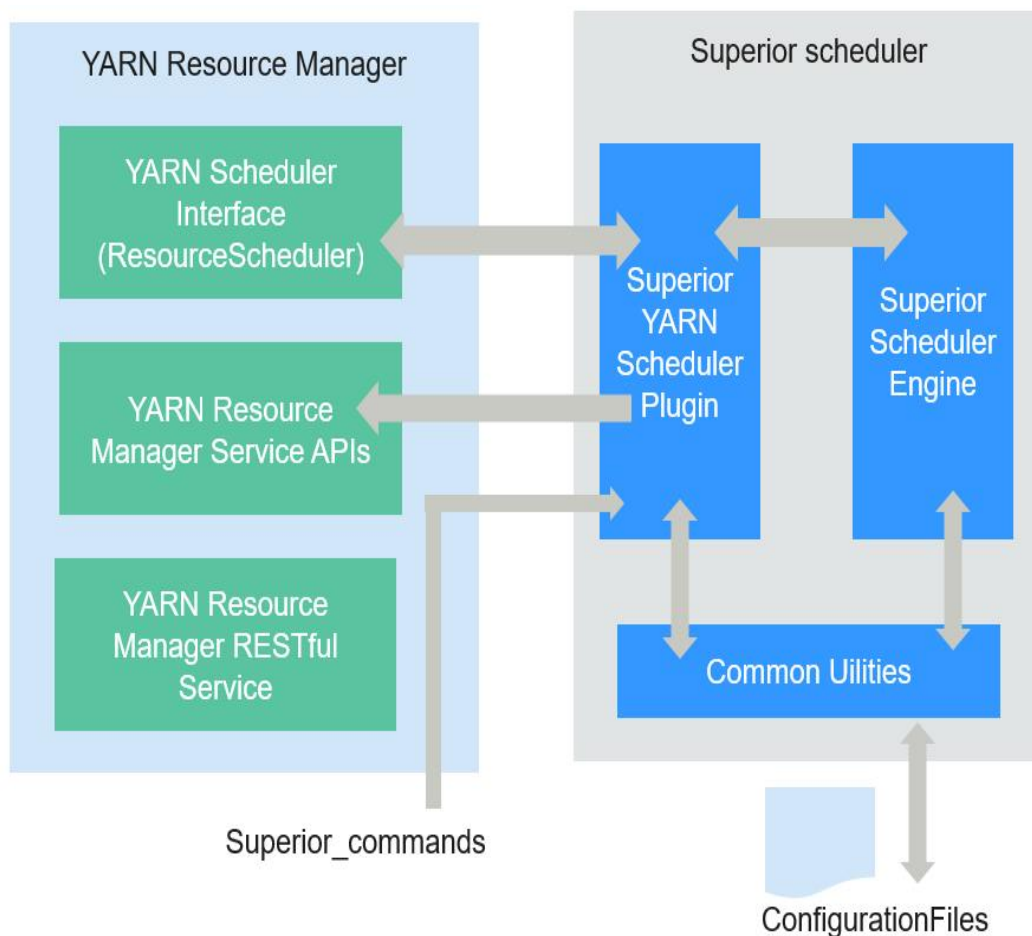 YARN Resource Manager
YARN Scheduler
Interface
(ResourceScheduler)
YARN Resource
Manager Service APIs
YARN Resource
Manager RESTful
Service
Superior_commands
Superior scheduler
Superior
YARN
Scheduler
Plugin
Superior
Scheduler
Engine
Common Uilities
ConfigurationFiles